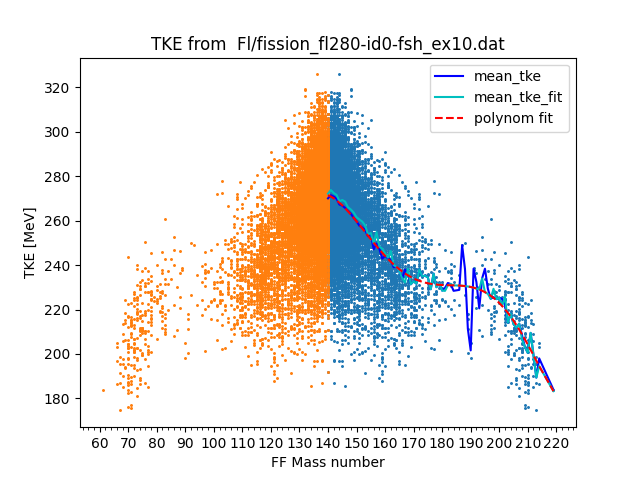 TKE from  Fl/fission_fl280-id0-fsh_ex10.dat
mean_tke
mean_tke_fit
polynom fit
TKE [MeV]
320
300
280
260
240
220
200
180
60 70 80 90 100 110 120 130 140 150 160 170 180 190 200 210 220
FF Mass number